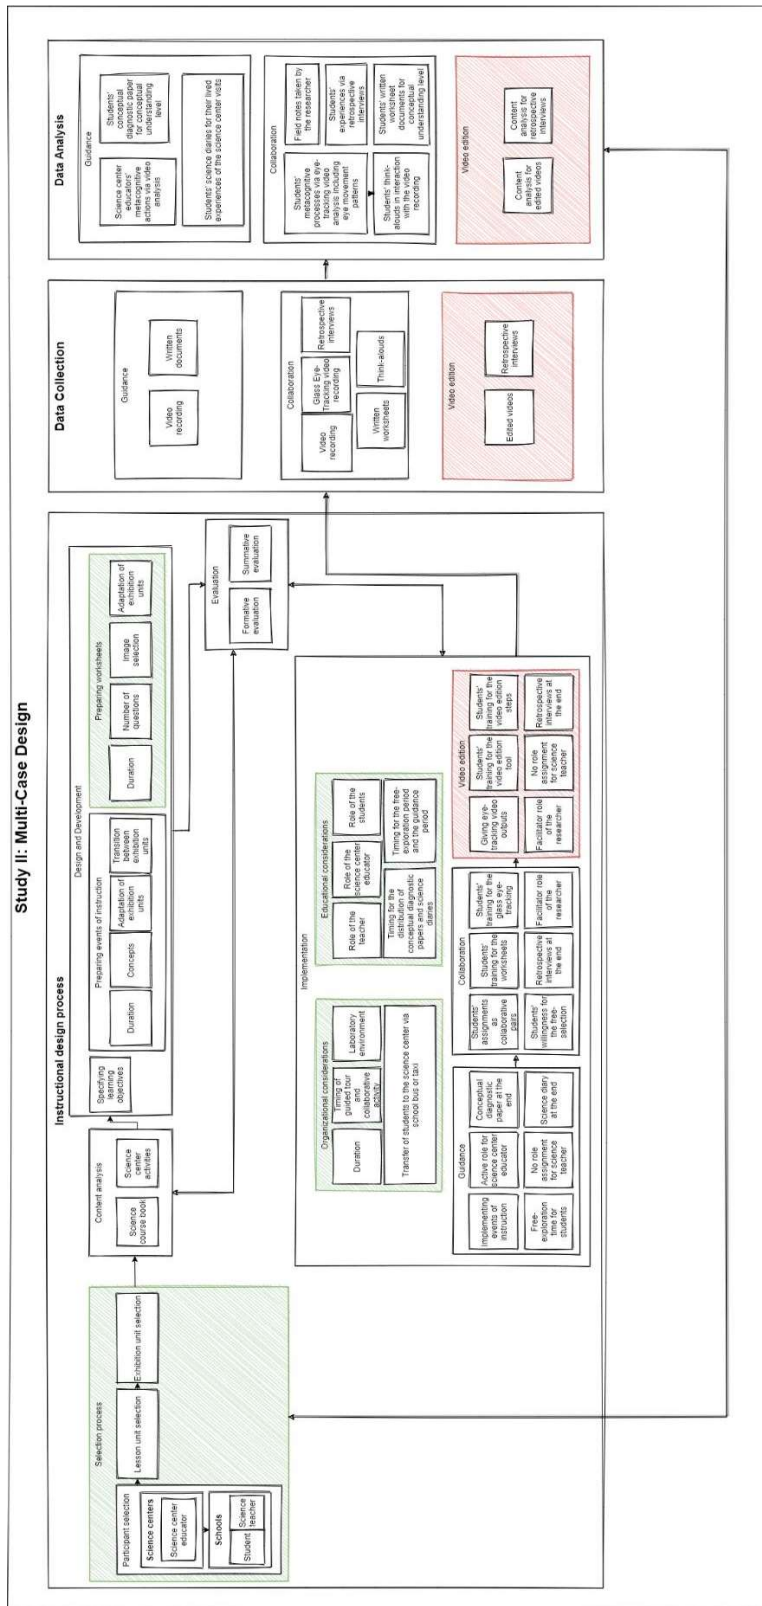 Study II: Multi-Case Design
Instructional design process
Selection process
Participant selection
Science centers
Science center
educator
Schools
Student
Science
teacher
Lesson unit selection
Exhibition unit selection
Content analysis
Science
course book
Science
center
activities
Design and Development
Specifying
learning
objectives
Preparing events of instruction
Duration
Concepts
Adaptation of
exhibition
units
Transition
between
exhibition
units
Preparing worksheets
Duration
Number of
questions
Image
selection
Adaptation of
exhibition
units
Evaluation
Formative
evaluation
Summative
evaluation
Implementation
Organizational considerations
Duration
Timing of
guided tour
and
collaborative
activity
Laboratory
environment
Transfer of students to the science center via
school bus or taxi
Educational considerations
Role of the
teacher
Role of the
science center
educator
Role of the
students
Timing for the
distribution of
conceptual diagnostic
papers and science
diaries
Timing for the free-
exploration period
and the guidance
period
Guidance
Implementing
events of
instruction
Active role for
science center
educator
Conceptual
diagnostic
paper at the
end
Free-
exploration
time for
students
No role
assignment
for science
teacher
Science diary
at the end
Collaboration
Students'
assignments
as
collaborative
pairs
Students'
training for the
worksheets
Students'
training for the
glass eye-
tracking
Students'
willingness for
the free-
selection
Retrospective
interviews at
the end
Facilitator role
of the
researcher
Video edition
Giving eye-
tracking video
outputs
Students'
training for the
video edition
tool
Students'
training for the
video edition
steps
Facilitator role
of the
researcher
No role
assignment
for science
teacher
Retrospective
interviews at
the end
Data Collection
Guidance
Video
recording
Written
documents
Collaboration
Video
recording
Glass Eye-
Tracking video
recording
Retrospective
interviews
Written
worksheets
Think-alouds
Video edition
Edited videos
Retrospective
interviews
Data Analysis
Guidance
Science center
educators'
metacognitive
actions via video
analysis
Students'
conceptual
diagnostic paper
for conceptual
understanding
level
Students' science diaries for their lived
experiences of the science center visits
Collaboration
Students'
metacognitive
processes via eye-
tracking video
analysis including
eye movement
patterns
Field notes taken by
the researcher
Students'
experiences via
retrospective
interviews
Students' think-
alouds in interaction
with the video
recording
Students' written
worksheet
documents for
conceptual
understanding level
Video edition
Content
analysis for
edited videos
Content
analysis for
retrospective
interviews